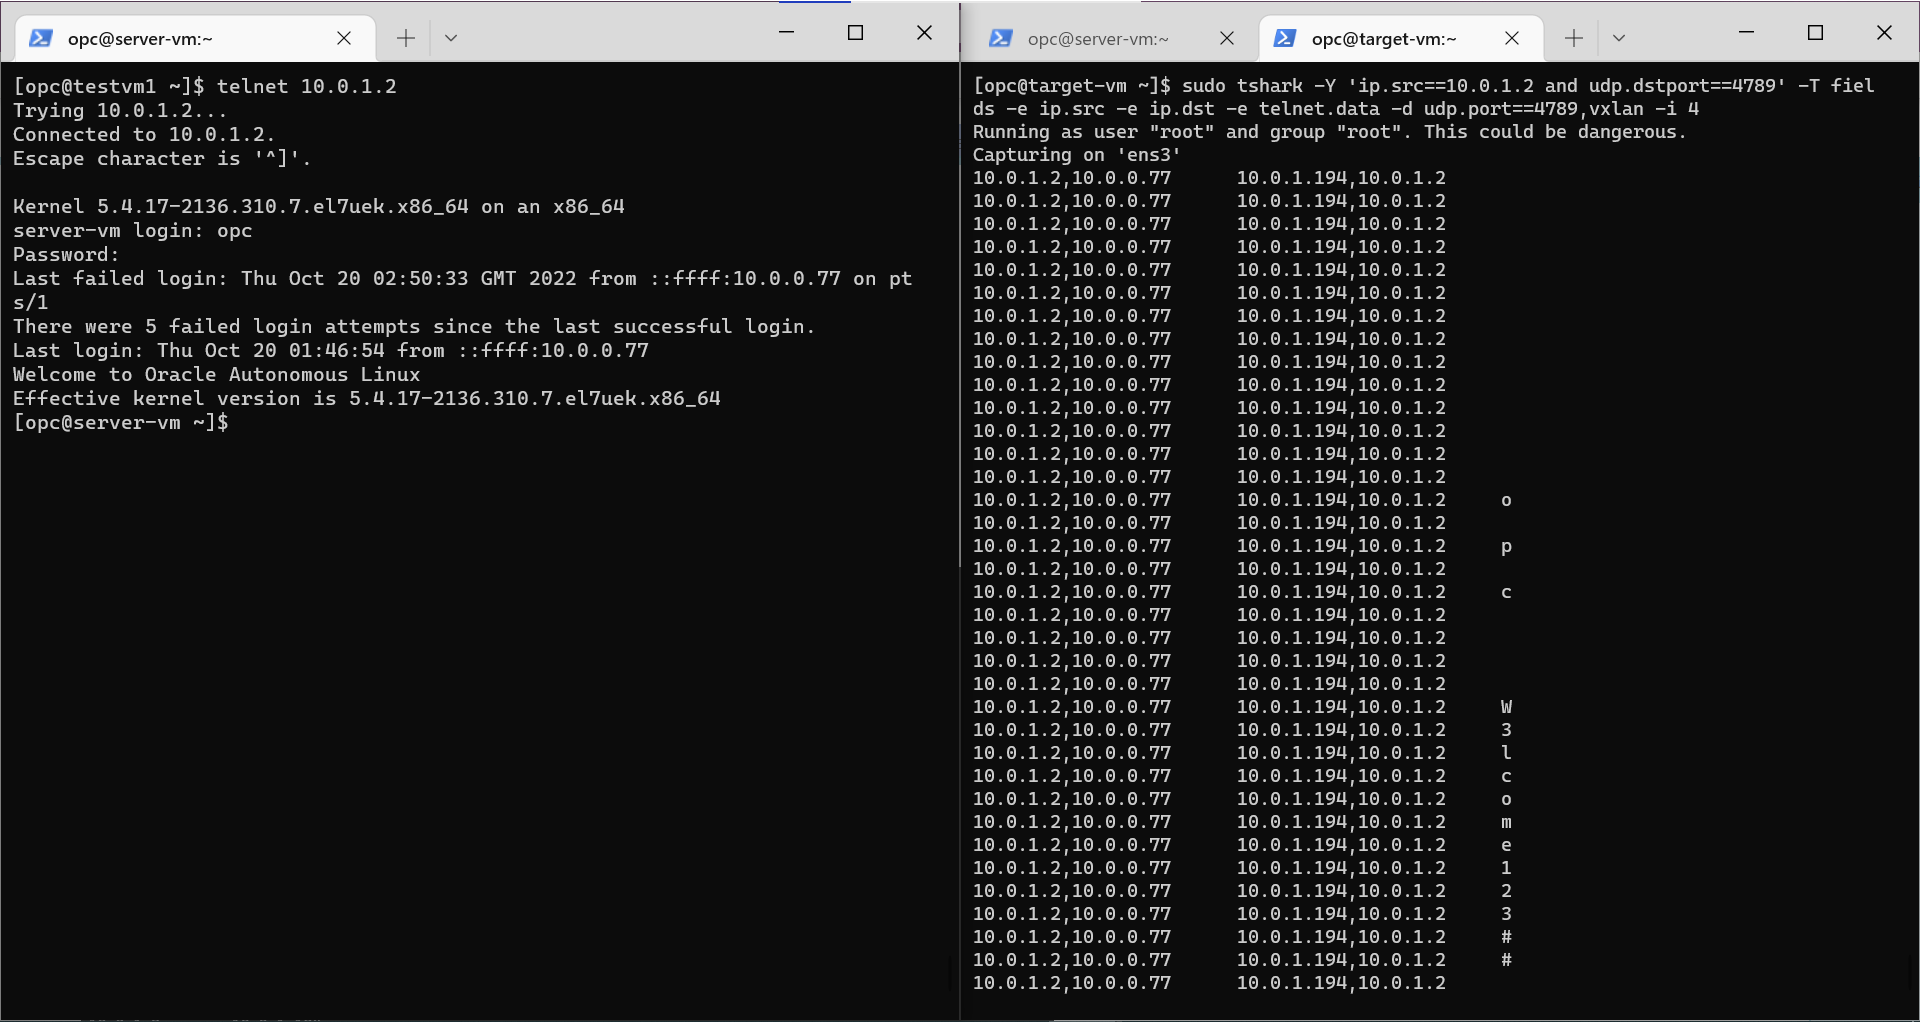 opc@server-vm:~
[opc@testvm1 ~]$ telnet 10.0.1.2
Trying 10.0.1.2...
Connected to 10.0.1.2.
Escape character is '^]'.
Kernel 5.4.17-2136.310.7.el7uek.x86_64 on an x86_64
server-vm login: opc
Password:
Last failed login: Thu Oct 20 02:50:33 GMT 2022 from ::ffff:10.0.0.77 on pt
s/1
There were 5 failed login attempts since the last successful login.
Last login: Thu Oct 20 01:46:54 from ::ffff:10.0.0.77
Welcome to Oracle Autonomous Linux
Effective kernel version is 5.4.17-2136.310.7.el7uek.x86_64
[opc@server-vm ~]$
opc@server-vm:~
opc@target-vm:~
[opc@target-vm ~]$ sudo tshark -Y 'ip.src==10.0.1.2 and udp.dstport==4789' -T fiel
ds -e ip.src -e ip.dst -e telnet.data -d udp.port==4789,vxlan -i 4
Running as user "root" and group "root". This could be dangerous.
Capturing on 'ens3'
10.0.1.2,10.0.0.77 10.0.1.194,10.0.1.2
10.0.1.2,10.0.0.77 10.0.1.194,10.0.1.2
10.0.1.2,10.0.0.77 10.0.1.194,10.0.1.2
10.0.1.2,10.0.0.77 10.0.1.194,10.0.1.2
10.0.1.2,10.0.0.77 10.0.1.194,10.0.1.2
10.0.1.2,10.0.0.77 10.0.1.194,10.0.1.2
10.0.1.2,10.0.0.77 10.0.1.194,10.0.1.2
10.0.1.2,10.0.0.77 10.0.1.194,10.0.1.2
10.0.1.2,10.0.0.77 10.0.1.194,10.0.1.2
10.0.1.2,10.0.0.77 10.0.1.194,10.0.1.2
10.0.1.2,10.0.0.77 10.0.1.194,10.0.1.2
10.0.1.2,10.0.0.77 10.0.1.194,10.0.1.2
10.0.1.2,10.0.0.77 10.0.1.194,10.0.1.2
10.0.1.2,10.0.0.77 10.0.1.194,10.0.1.2
10.0.1.2,10.0.0.77 10.0.1.194,10.0.1.2 o
10.0.1.2,10.0.0.77 10.0.1.194,10.0.1.2
10.0.1.2,10.0.0.77 10.0.1.194,10.0.1.2 p
10.0.1.2,10.0.0.77 10.0.1.194,10.0.1.2
10.0.1.2,10.0.0.77 10.0.1.194,10.0.1.2 c
10.0.1.2,10.0.0.77 10.0.1.194,10.0.1.2
10.0.1.2,10.0.0.77 10.0.1.194,10.0.1.2
10.0.1.2,10.0.0.77 10.0.1.194,10.0.1.2
10.0.1.2,10.0.0.77 10.0.1.194,10.0.1.2
10.0.1.2,10.0.0.77 10.0.1.194,10.0.1.2 W
10.0.1.2,10.0.0.77 10.0.1.194,10.0.1.2 3
10.0.1.2,10.0.0.77 10.0.1.194,10.0.1.2 l
10.0.1.2,10.0.0.77 10.0.1.194,10.0.1.2 c
10.0.1.2,10.0.0.77 10.0.1.194,10.0.1.2 o
10.0.1.2,10.0.0.77 10.0.1.194,10.0.1.2 m
10.0.1.2,10.0.0.77 10.0.1.194,10.0.1.2 e
10.0.1.2,10.0.0.77 10.0.1.194,10.0.1.2 1
10.0.1.2,10.0.0.77 10.0.1.194,10.0.1.2 2
10.0.1.2,10.0.0.77 10.0.1.194,10.0.1.2 3
10.0.1.2,10.0.0.77 10.0.1.194,10.0.1.2 #
10.0.1.2,10.0.0.77 10.0.1.194,10.0.1.2 #
10.0.1.2,10.0.0.77 10.0.1.194,10.0.1.2